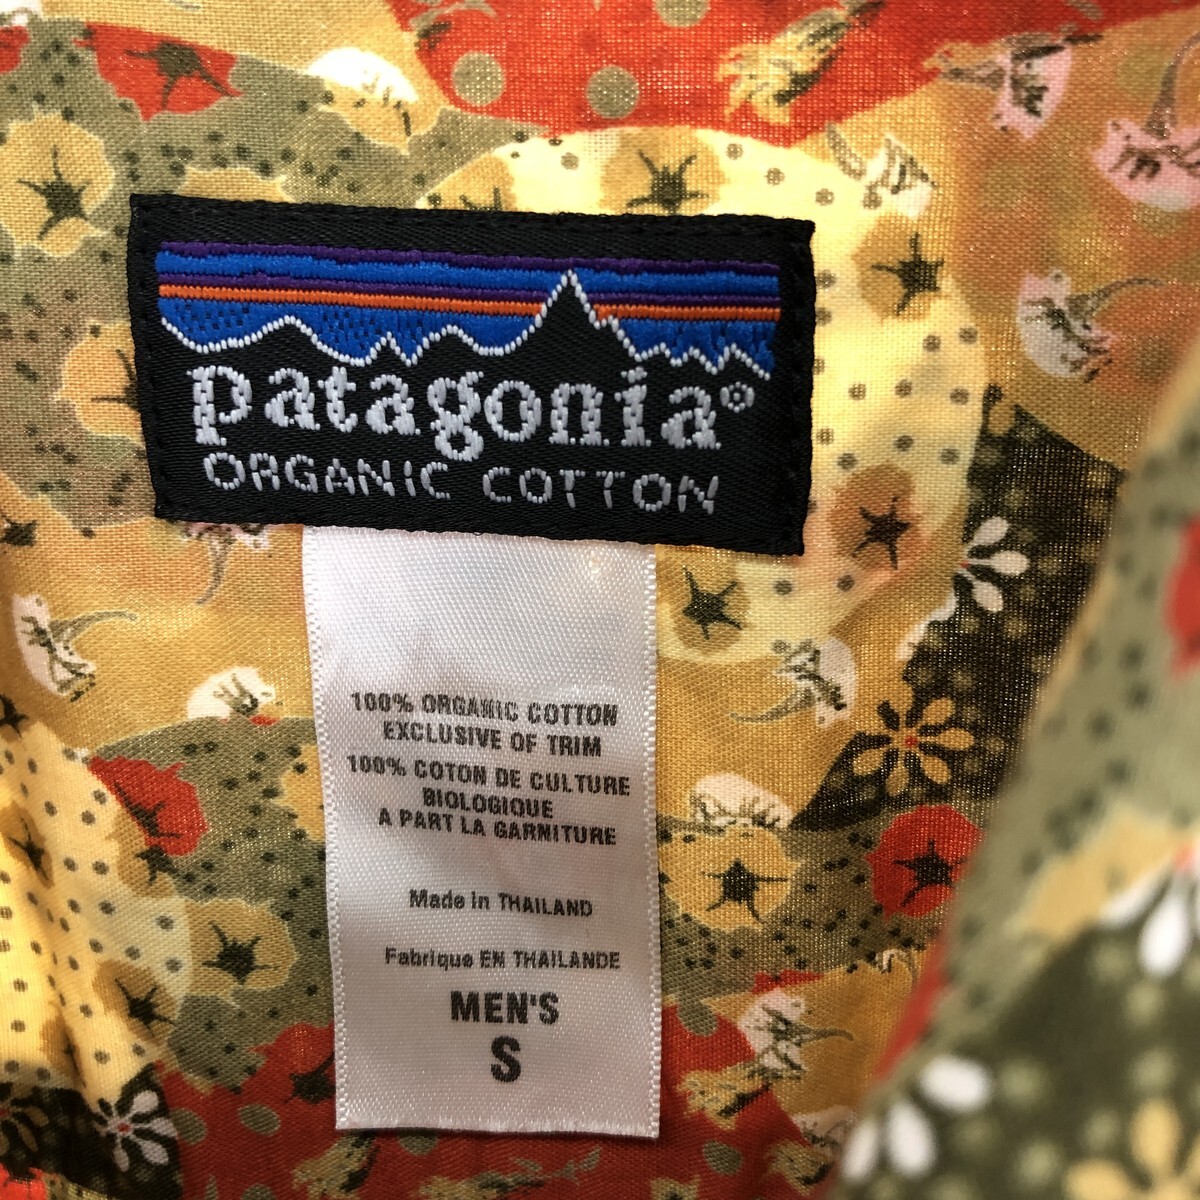 patagonia®
ORGANIC COTTON
100% ORGANIC COTTON
EXCLUSIVE OF TRIM
100% COTON DE CULTURE
BIOLOGIQUE
A PART LA GARNITURE
Made in THAILAND
Fabrique EN THAILANDE
MEN'S
S